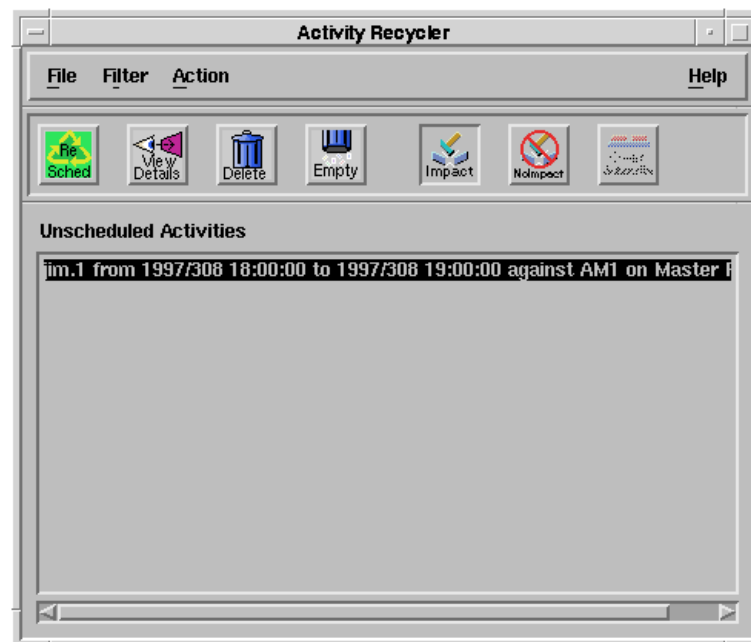 Activity Recycler
File Filter Action Help
Re
Sched
View
Details
Delete
Empty
Impact
NoImpact
Unscheduled Activities
jim.1 from 1997/308 18:00:00 to 1997/308 19:00:00 against AM1 on Master